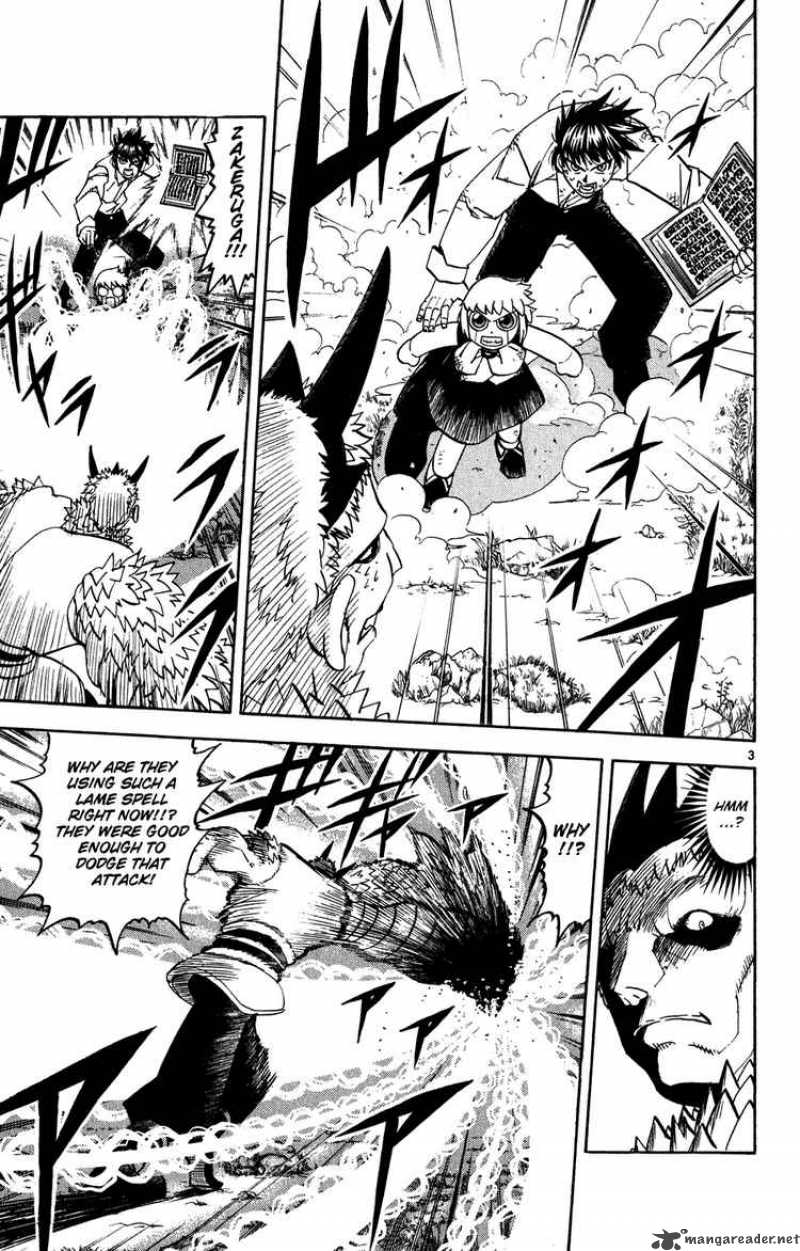 ZAKERUGA!!!
3
HMM
...?
WHY
!!?
WHY ARE THEY
USING SUCH A
LAME SPELL
RIGHT NOW!!?
THEY WERE GOOD
ENOUGH TO
DODGE THAT
ATTACK!
mangareader.net